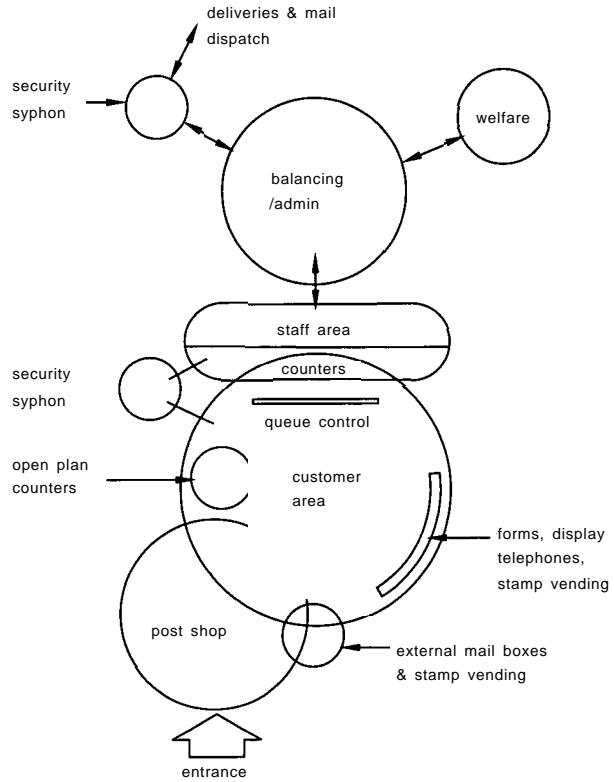 deliveries & mail
dispatch
security
syphon
welfare
balancing
/admin
staff area
counters
security
syphon
queue control
open plan
counters
customer
area
forms, display
telephones,
stamp vending
post shop
external mail boxes
& stamp vending
entrance